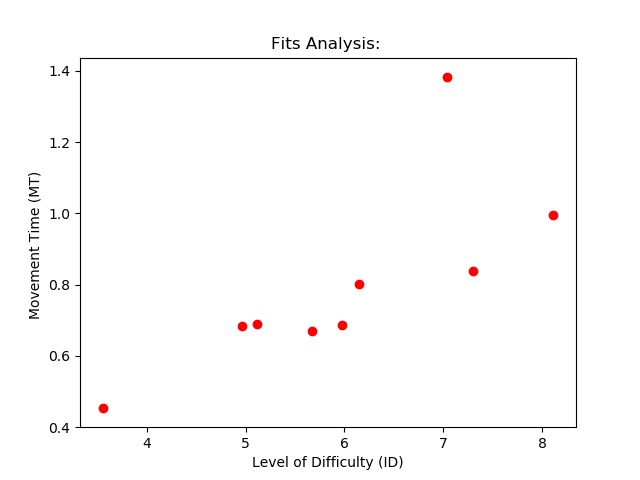 Fits Analysis:
1.4
1.2
1.0
0.8
0.6
0.4
Movement Time (MT)
4 5 6 7 8
Level of Difficulty (ID)